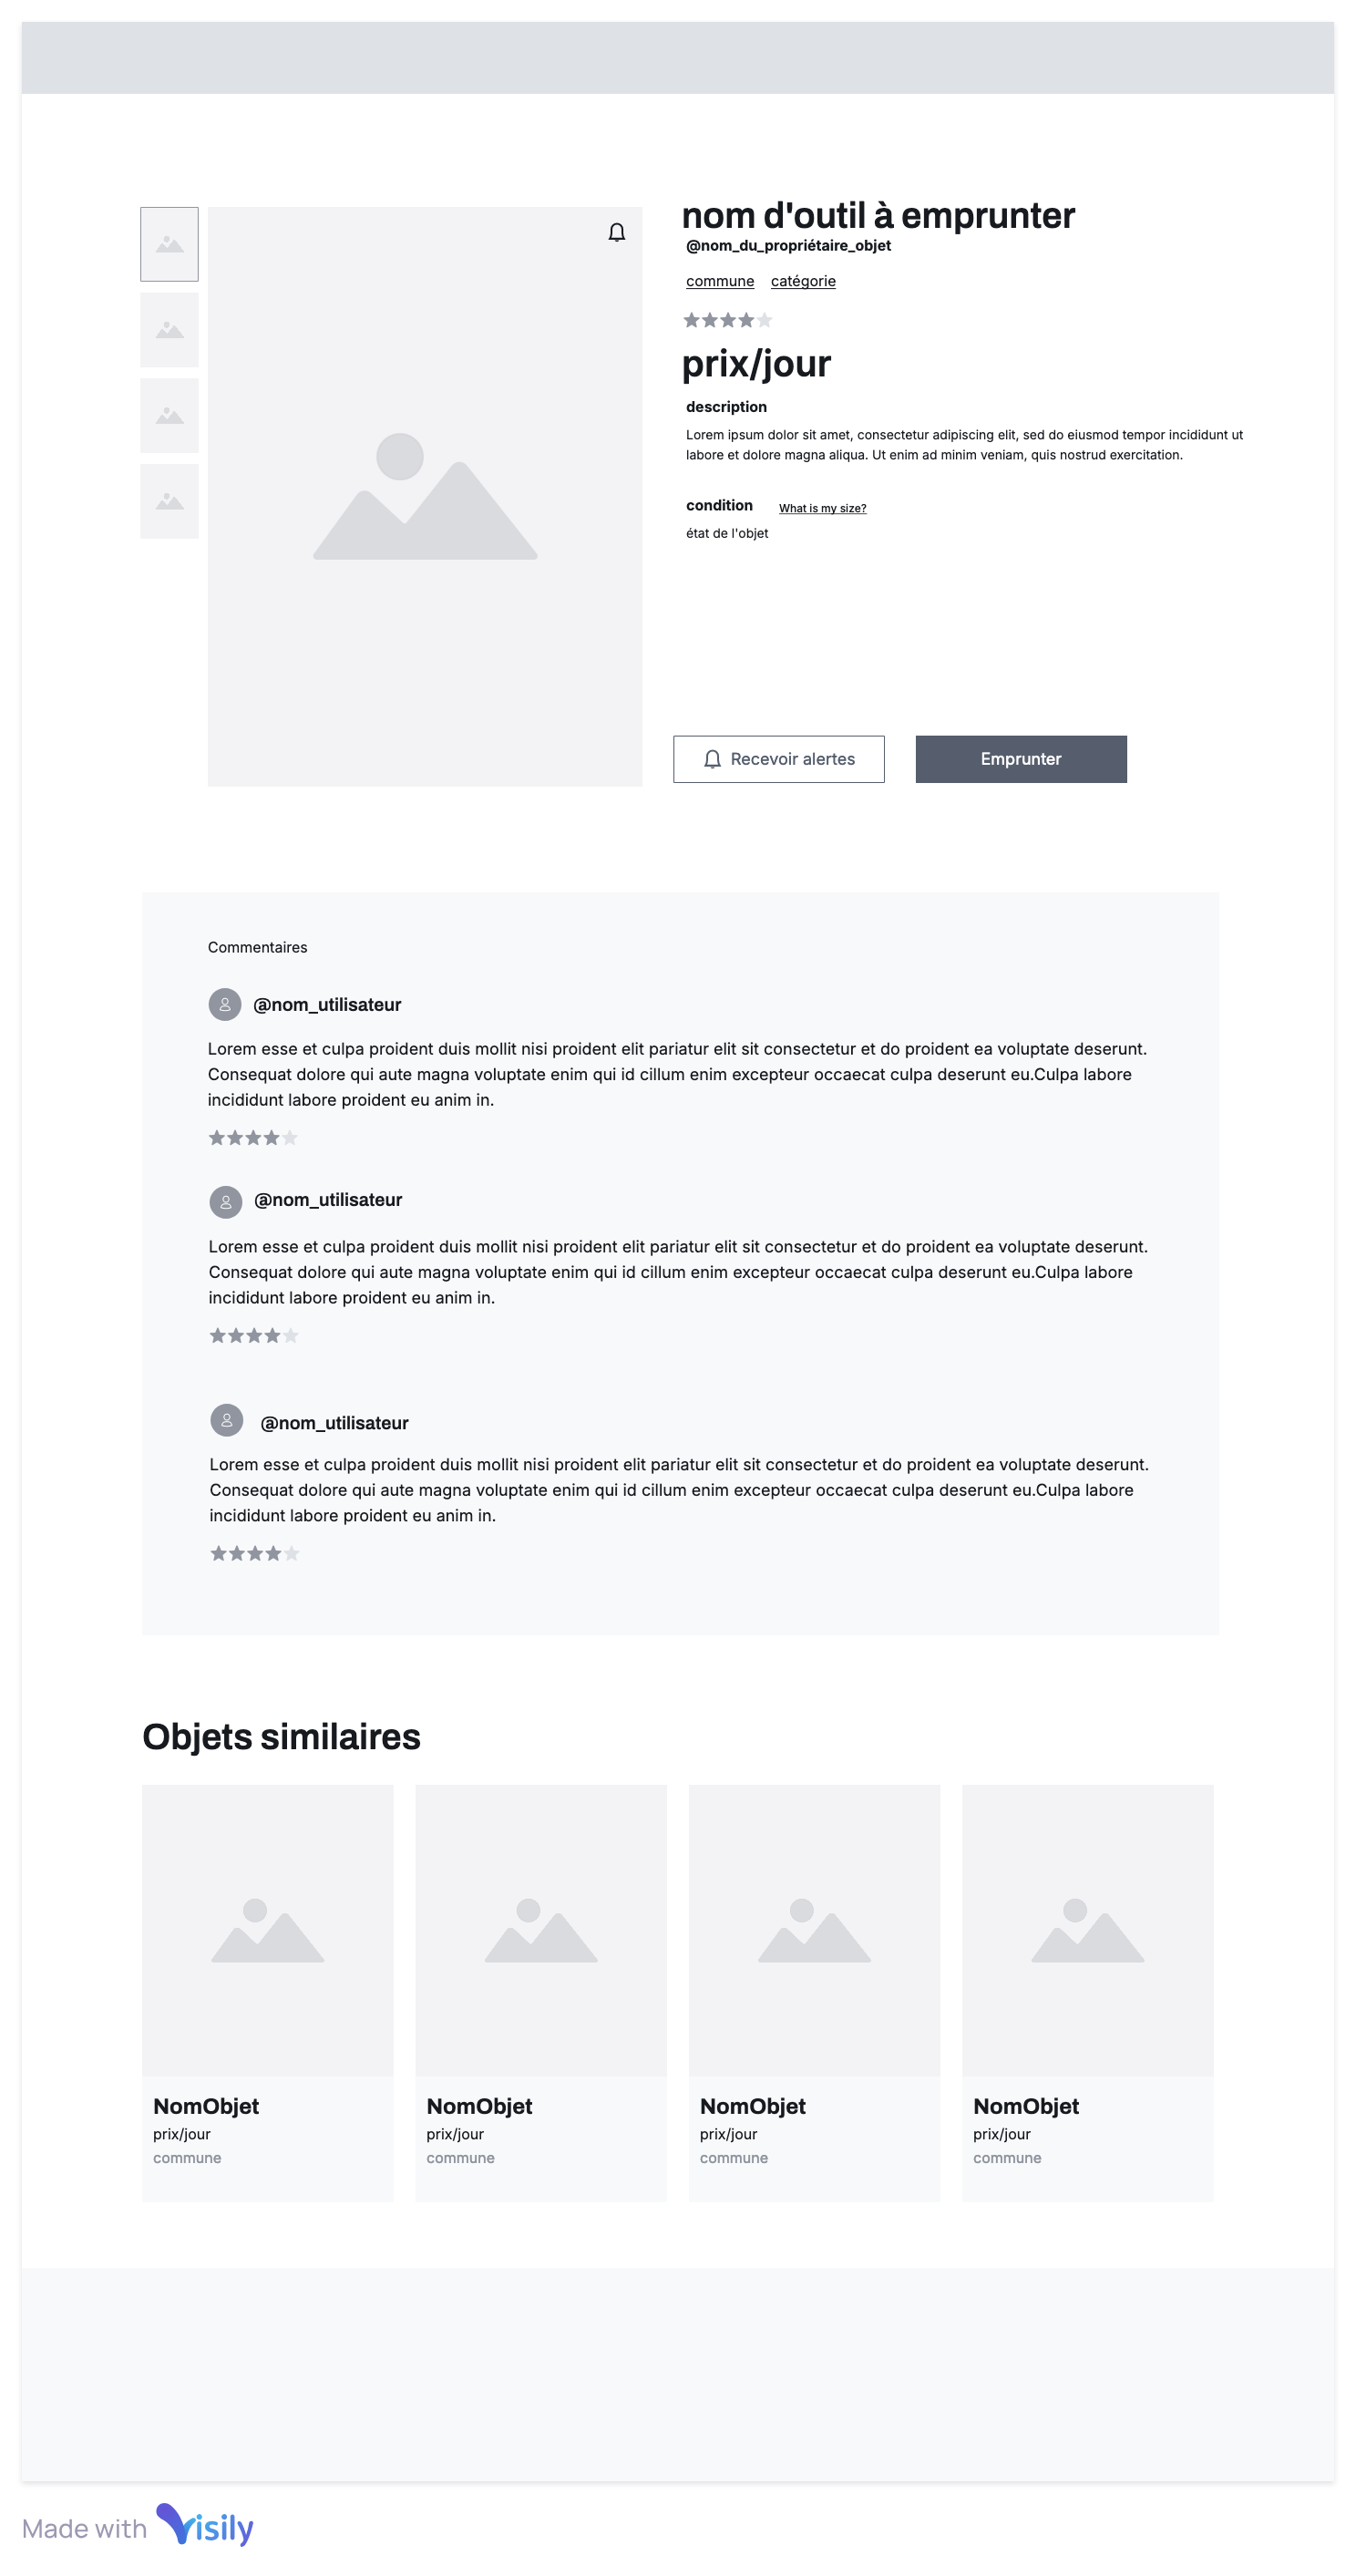 nom d'outil à emprunter
@nom_du_propriétaire_objet
commune catégorie
prix/jour
description
Lorem ipsum dolor sit amet, consectetur adipiscing elit, sed do eiusmod tempor incididunt ut
labore et dolore magna aliqua. Ut enim ad minim veniam, quis nostrud exercitation.
condition What is my size?
état de l'objet
Recevoir alertes Emprunter
Commentaires
@nom_utilisateur
Lorem esse et culpa proident duis mollit nisi proident elit pariatur elit sit consectetur et do proident ea voluptate deserunt.
Consequat dolore qui aute magna voluptate enim qui id cillum enim excepteur occaecat culpa deserunt eu.Culpa labore
incididunt labore proident eu anim in.
@nom_utilisateur
Lorem esse et culpa proident duis mollit nisi proident elit pariatur elit sit consectetur et do proident ea voluptate deserunt.
Consequat dolore qui aute magna voluptate enim qui id cillum enim excepteur occaecat culpa deserunt eu.Culpa labore
incididunt labore proident eu anim in.
@nom_utilisateur
Lorem esse et culpa proident duis mollit nisi proident elit pariatur elit sit consectetur et do proident ea voluptate deserunt.
Consequat dolore qui aute magna voluptate enim qui id cillum enim excepteur occaecat culpa deserunt eu.Culpa labore
incididunt labore proident eu anim in.
Objets similaires
NomObjet NomObjet NomObjet NomObjet
prix/jour prix/jour prix/jour prix/jour
commune commune commune commune
Made with Visily